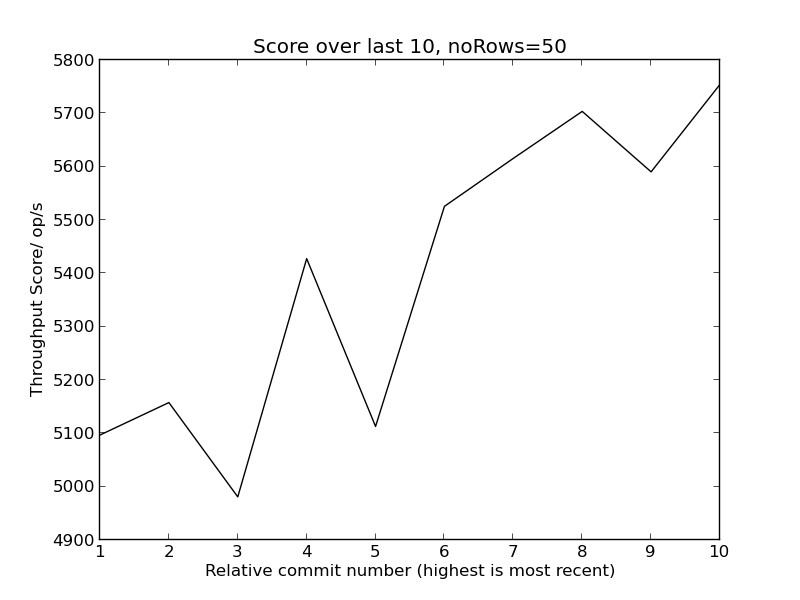 Score over last 10, noRows=50
Throughput Score/ op/s
5800
5700
5600
5500
5400
5300
5200
5100
5000
4900
1 2 3 4 5 6 7 8 9 10
Relative commit number (highest is most recent)